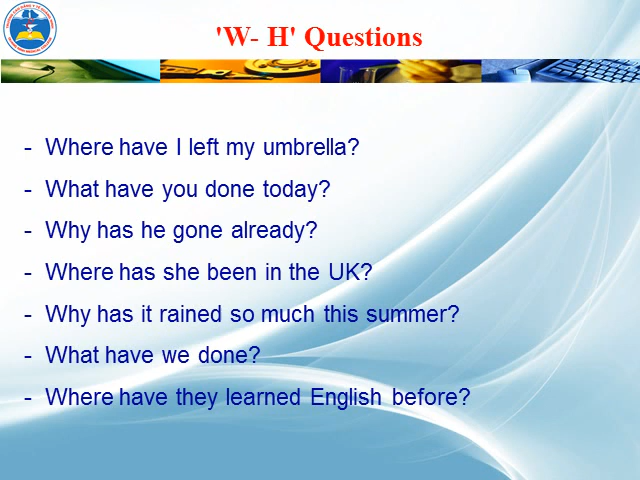 'W- H' Questions
- Where have I left my umbrella?
- What have you done today?
- Why has he gone already?
- Where has she been in the UK?
- Why has it rained so much this summer?
- What have we done?
- Where have they learned English before?